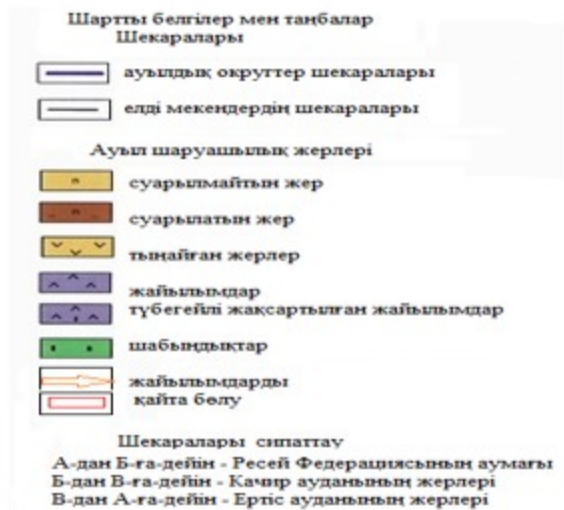 Шартты белгілер мен таңбалар
Шекаралары
ауылдық округтер шекаралары
елді мекендердің шекаралары
Ауыл шаруашылық жерлері
суарылмайтын жер
суарылатын жер
тыңайған жерлер
жайылымдар
түбегейлі жақсартылған жайылымдар
шабындықтар
жайылымдарды
қайта бөлу
Шекаралары сипаттау
А-дан Б-ға-дейін - Ресей Федерациясының аумағы
Б-дан В-ға-дейін - Качир ауданының жерлері
В-дан А-ға-дейін - Ертіс ауданының жерлері